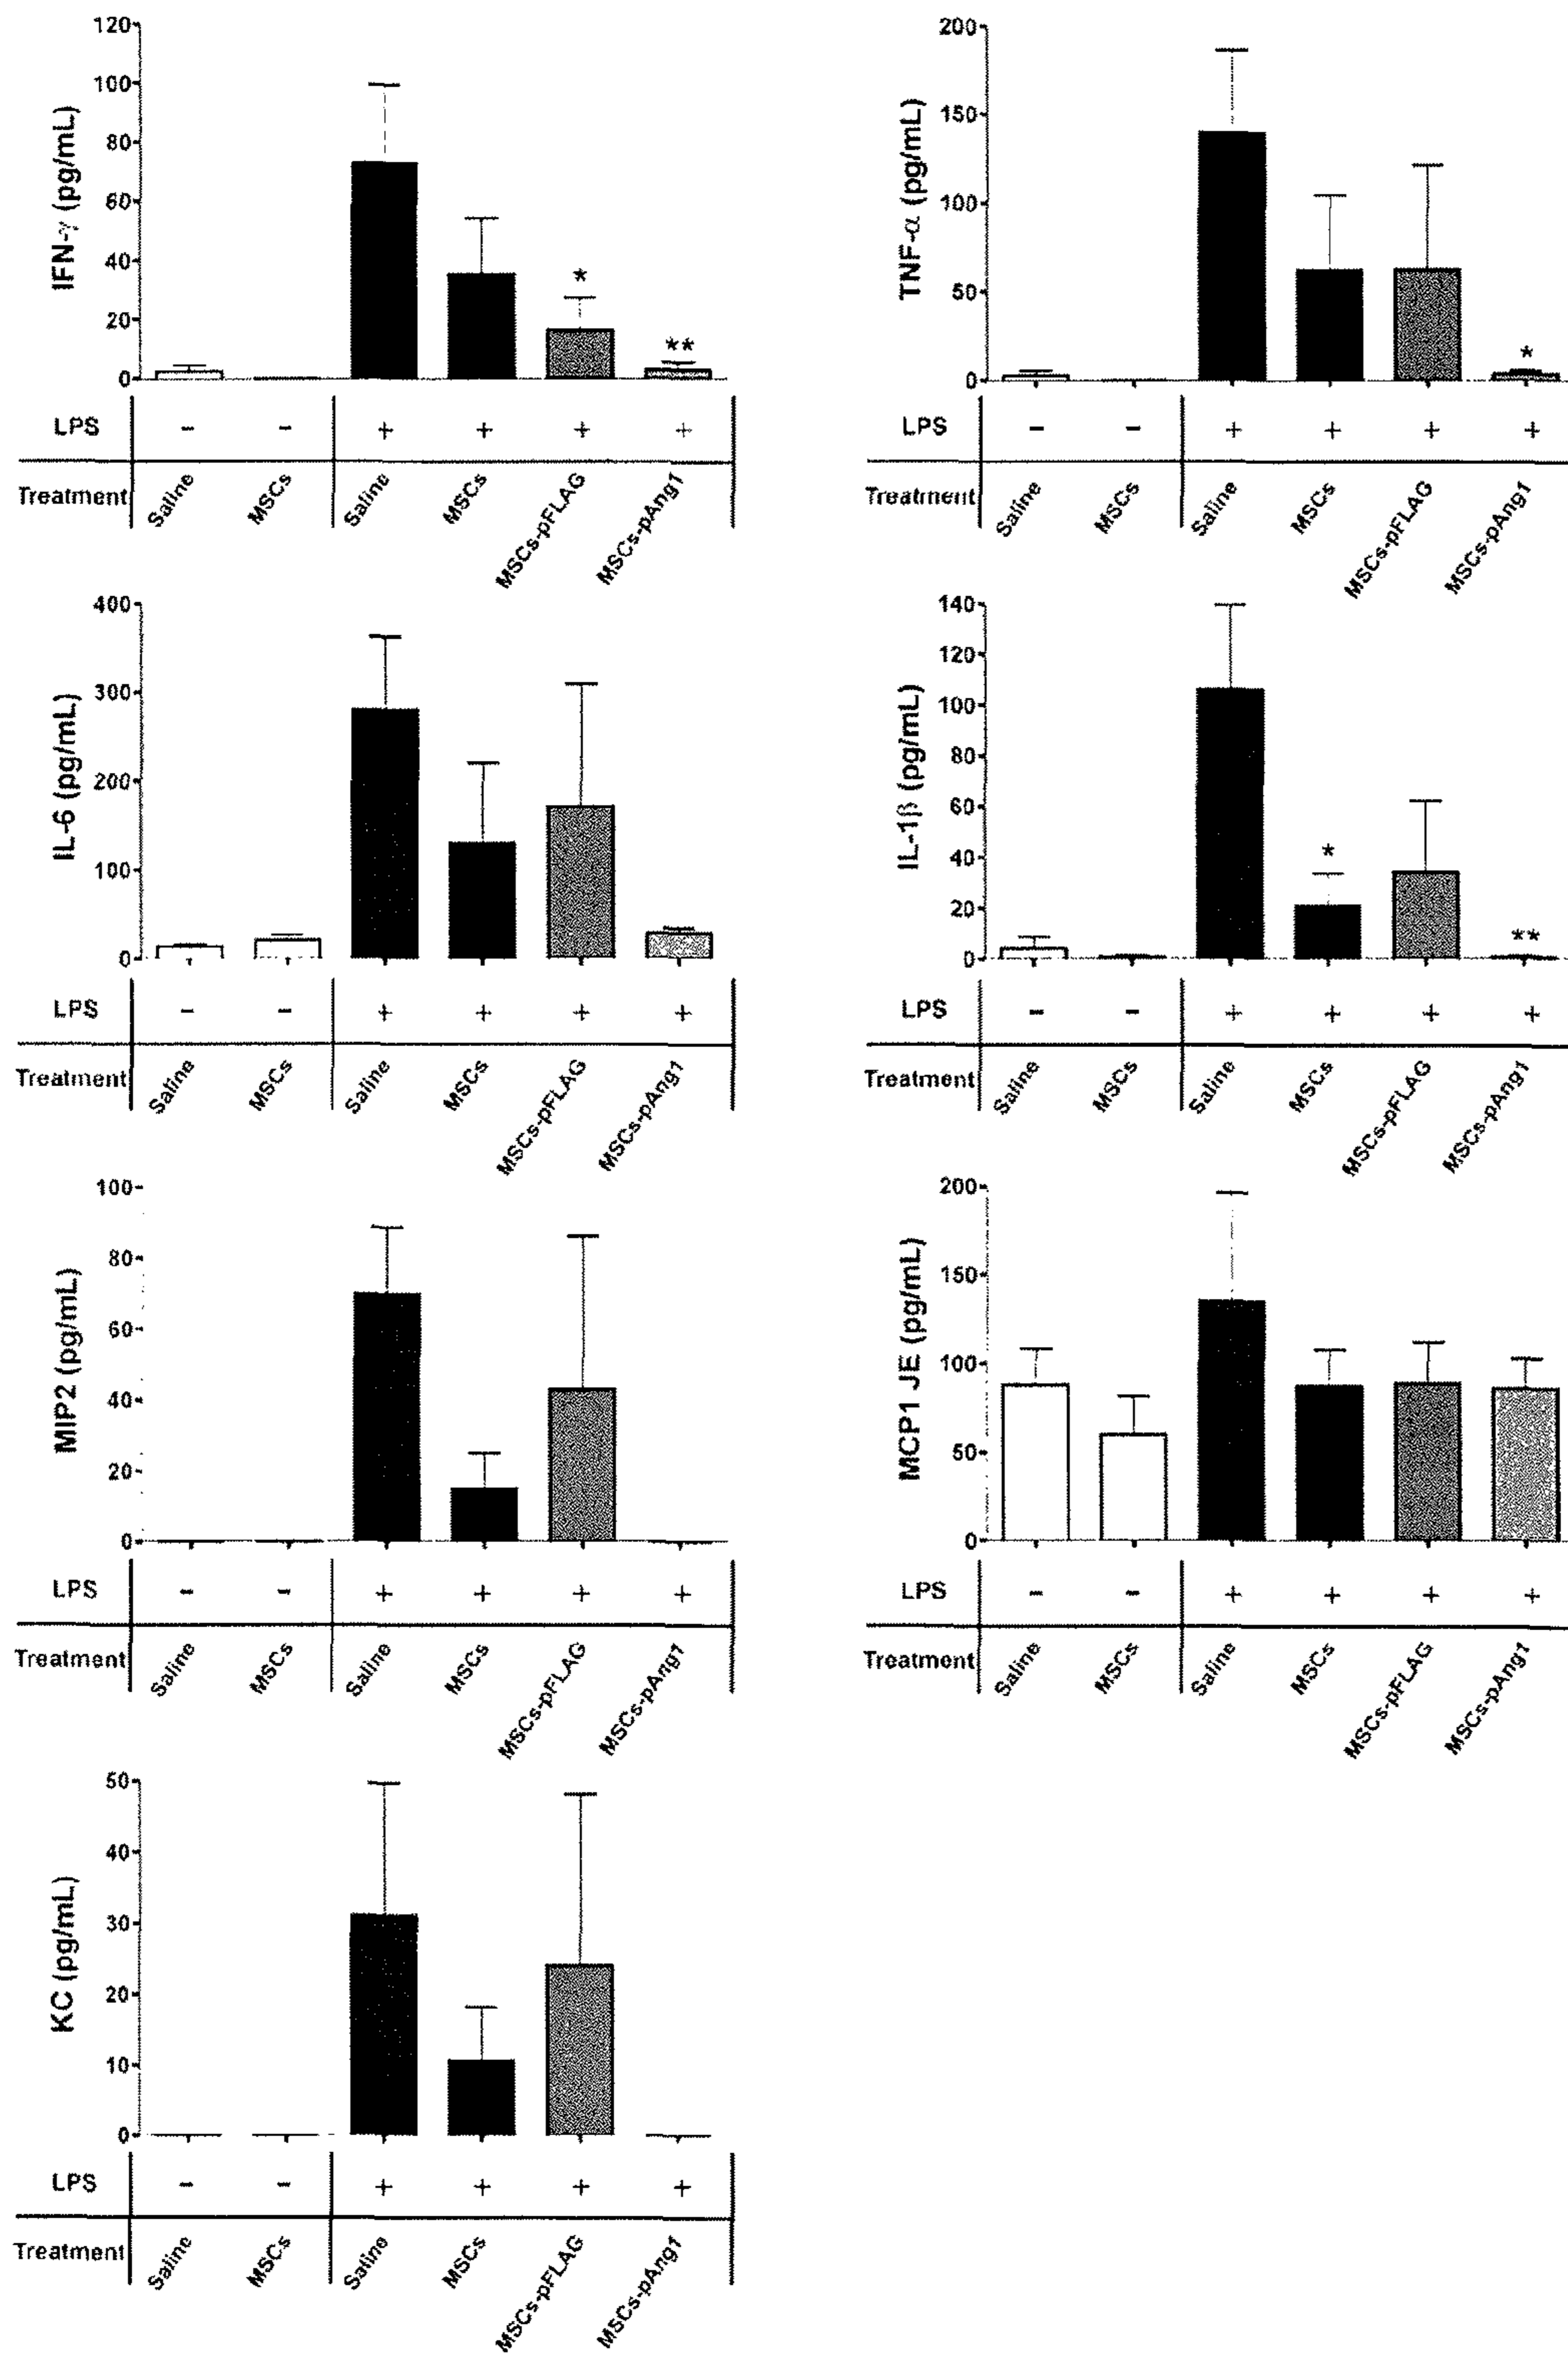 120
100
80
60
40
20
0
IFN-γ (pg/mL)
*
**
LPS - - + + + +
Treatment Saline MSCs Saline MSCs MSCs-pFLAG MSCs-pAng1
200
150
100
50
0
TNF-α (pg/mL)
*
LPS - - + + + +
Treatment Saline MSCs Saline MSCs MSCs-pFLAG MSCs-pAng1
400
300
200
100
0
IL-6 (pg/mL)
LPS - - + + + +
Treatment Saline MSCs Saline MSCs MSCs-pFLAG MSCs-pAng1
140
120
100
80
60
40
20
0
IL-1β (pg/mL)
*
**
LPS - - + + + +
Treatment Saline MSCs Saline MSCs MSCs-pFLAG MSCs-pAng1
100
80
60
40
20
0
MIP2 (pg/mL)
LPS - - + + + +
Treatment Saline MSCs Saline MSCs MSCs-pFLAG MSCs-pAng1
200
150
100
50
0
MCP1 JE (pg/mL)
LPS - - + + + +
Treatment Saline MSCs Saline MSCs MSCs-pFLAG MSCs-pAng1
50
40
30
20
10
0
KC (pg/mL)
LPS - - + + + +
Treatment Saline MSCs Saline MSCs MSCs-pFLAG MSCs-pAng1